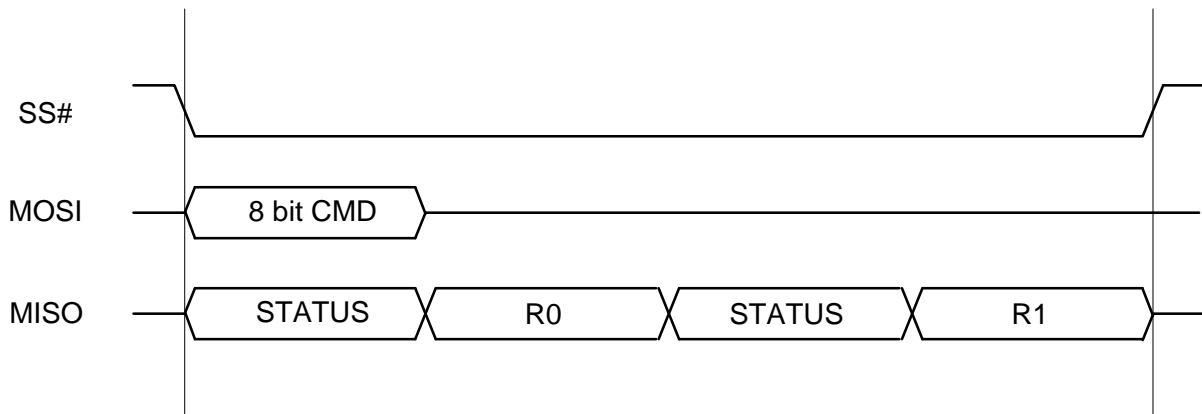 SS#
MOSI 8 bit CMD
MISO STATUS R0 STATUS R1